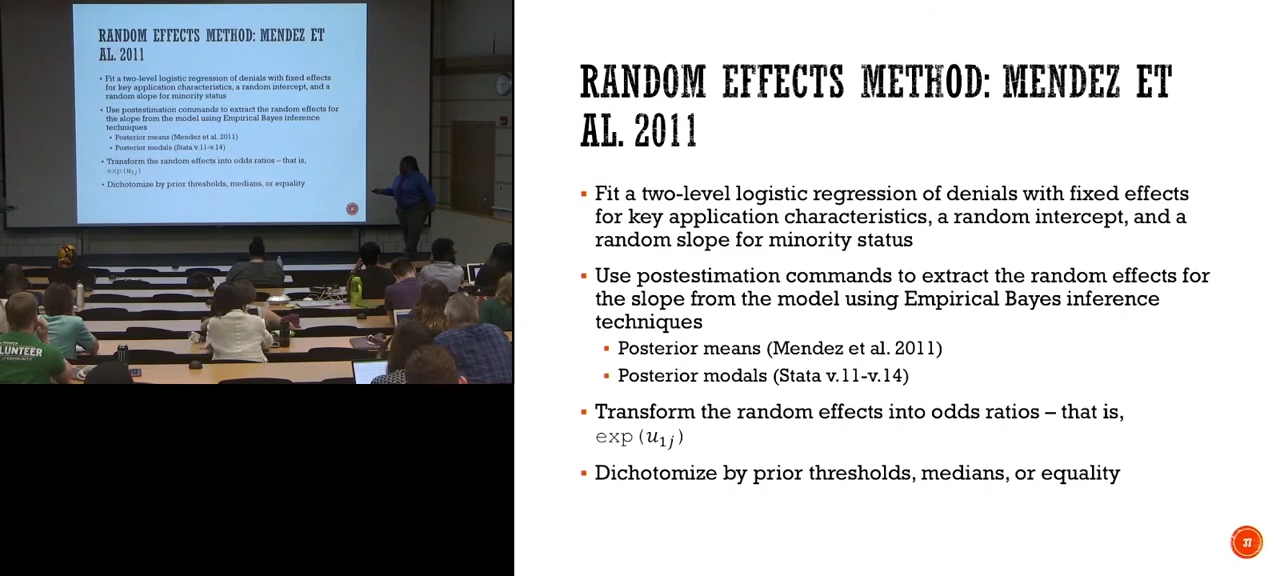 RANDOM EFFECTS METHOD: MENDEZ ET
AL. 2011
▪ Fit a two-level logistic regression of denials with fixed effects
for key application characteristics, a random intercept, and a
random slope for minority status
▪ Use postestimation commands to extract the random effects for
the slope from the model using Empirical Bayes inference
techniques
▪ Posterior means (Mendez et al. 2011)
▪ Posterior modals (Stata v.11-v.14)
▪ Transform the random effects into odds ratios – that is,
exp(u1j)
▪ Dichotomize by prior thresholds, medians, or equality
37
RANDOM EFFECTS METHOD: MENDEZ ET
AL. 2011
▪ Fit a two-level logistic regression of denials with fixed effects
for key application characteristics, a random intercept, and a
random slope for minority status
▪ Use postestimation commands to extract the random effects for
the slope from the model using Empirical Bayes inference
techniques
▪ Posterior means (Mendez et al. 2011)
▪ Posterior modals (Stata v.11-v.14)
▪ Transform the random effects into odds ratios – that is,
exp(u1j)
▪ Dichotomize by prior thresholds, medians, or equality
37